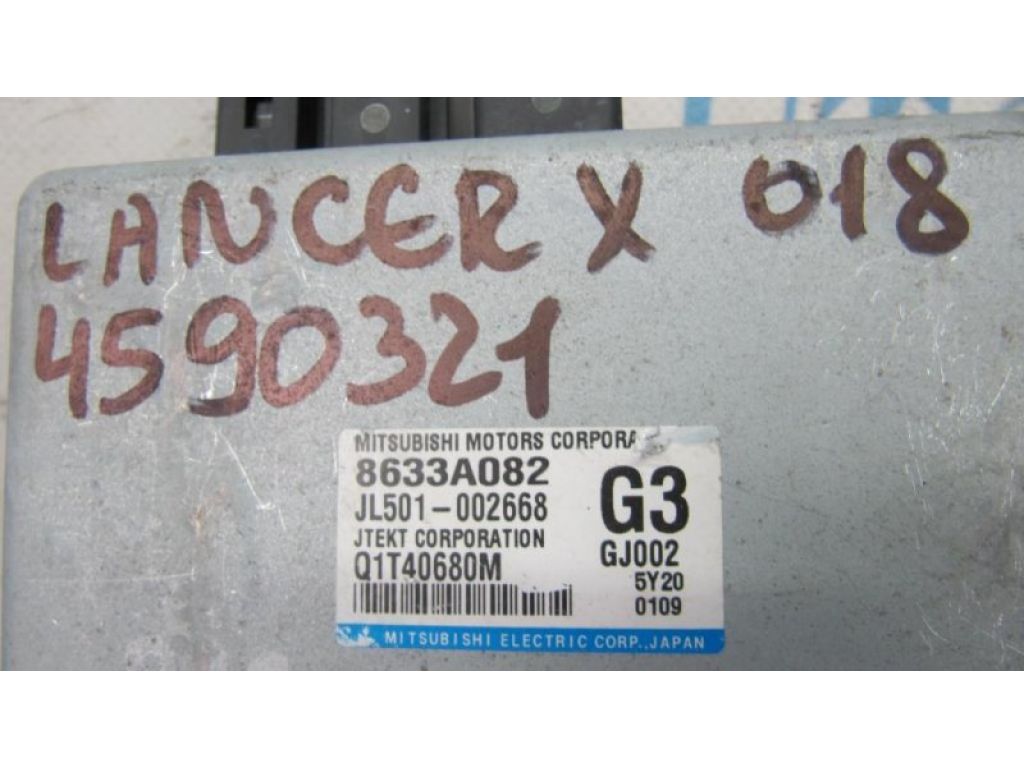 LANCER X 018
4590321
MITSUBISHI MOTORS CORPORA
8633A082
JL501-002668
G3
JTEKT CORPORATION
GJ002
Q1T40680M
5Y20
0109
MITSUBISHI ELECTRIC CORP., JAPAN